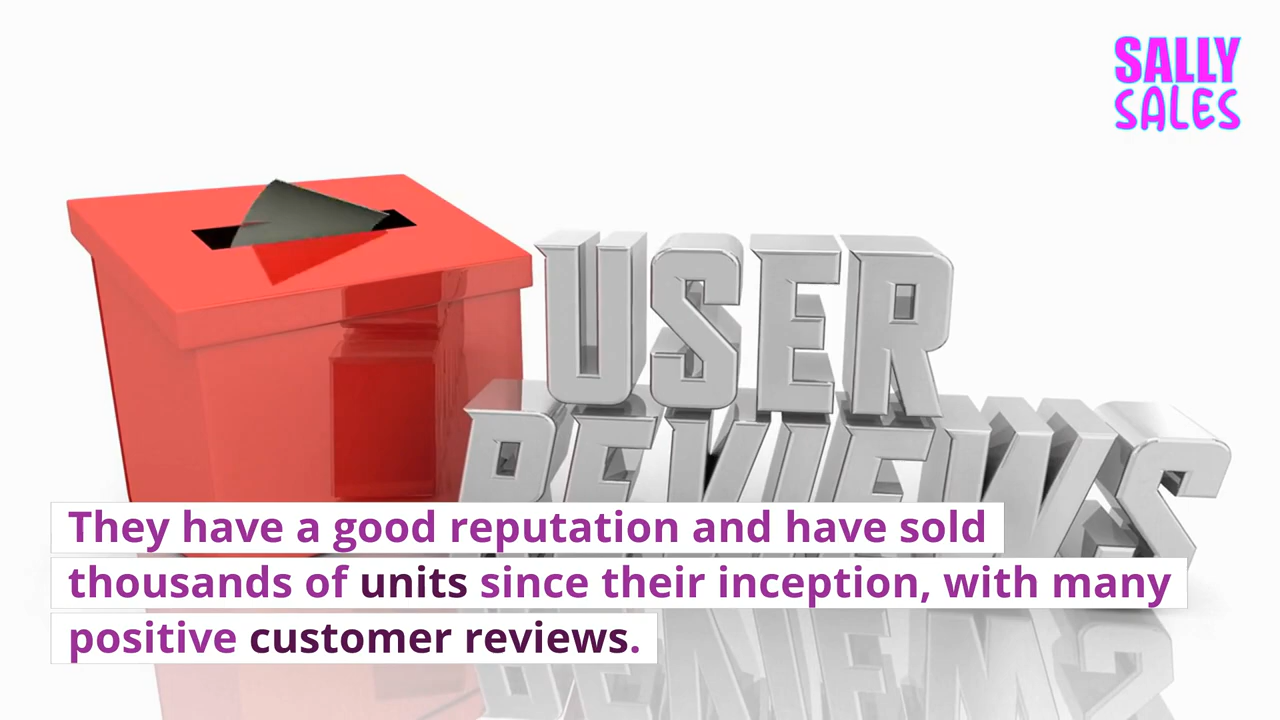 SALLY
SALES
USER
REVIEWS
They have a good reputation and have sold
thousands of units since their inception, with many
positive customer reviews.